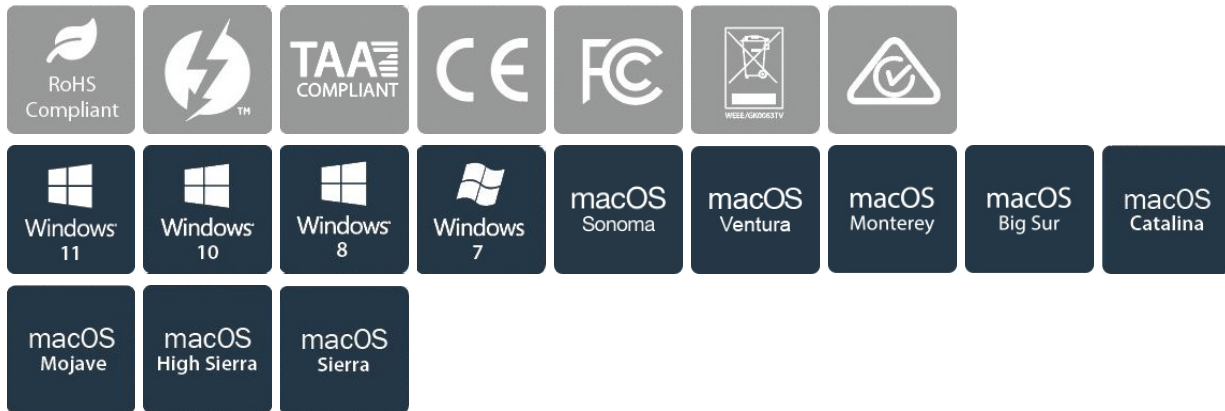 RoHS
Compliant
TM
TAA
COMPLIANT
CE
FC
WEEE/GK0063TV
Windows
11
Windows
10
Windows
8
Windows
7
macOS
Sonoma
macOS
Ventura
macOS
Monterey
macOS
Big Sur
macOS
Catalina
macOS
Mojave
macOS
High Sierra
macOS
Sierra